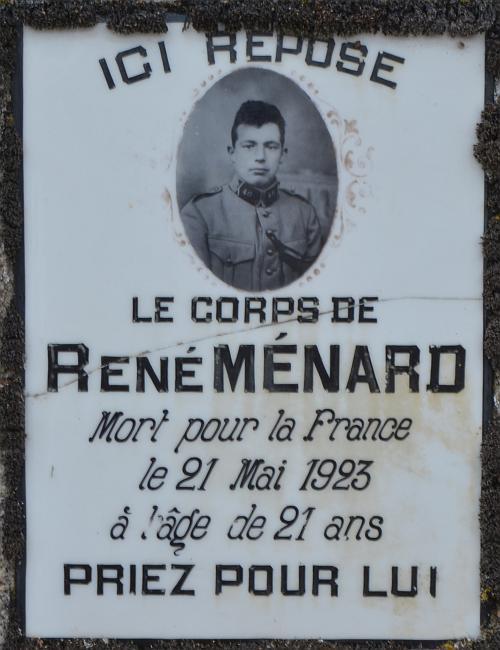 ICI REPOSE
LE CORPS DE
RENÉ MÉNARD
Mort pour la France
le 21 Mai 1923
à l'âge de 21 ans
PRIEZ POUR LUI